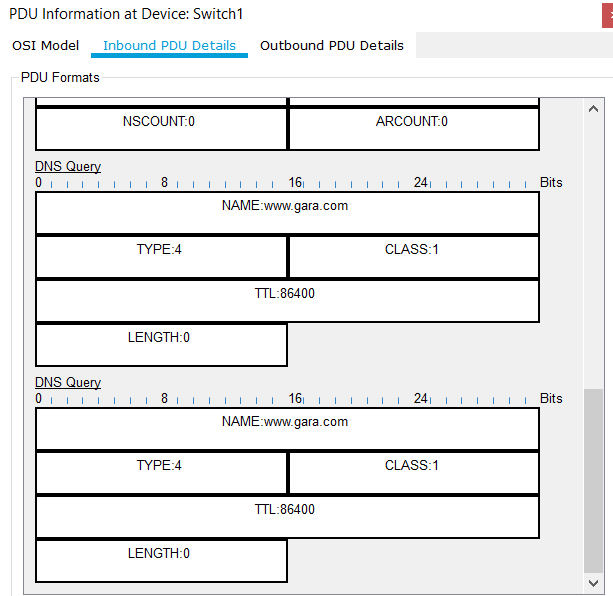 PDU Information at Device: Switch1
OSI Model Inbound PDU Details Outbound PDU Details
PDU Formats
NSCOUNT:0 ARCOUNT:0
DNS Query
0 8 16 24 Bits
NAME:www.gara.com
TYPE:4 CLASS:1
TTL:86400
LENGTH:0
DNS Query
0 8 16 24 Bits
NAME:www.gara.com
TYPE:4 CLASS:1
TTL:86400
LENGTH:0